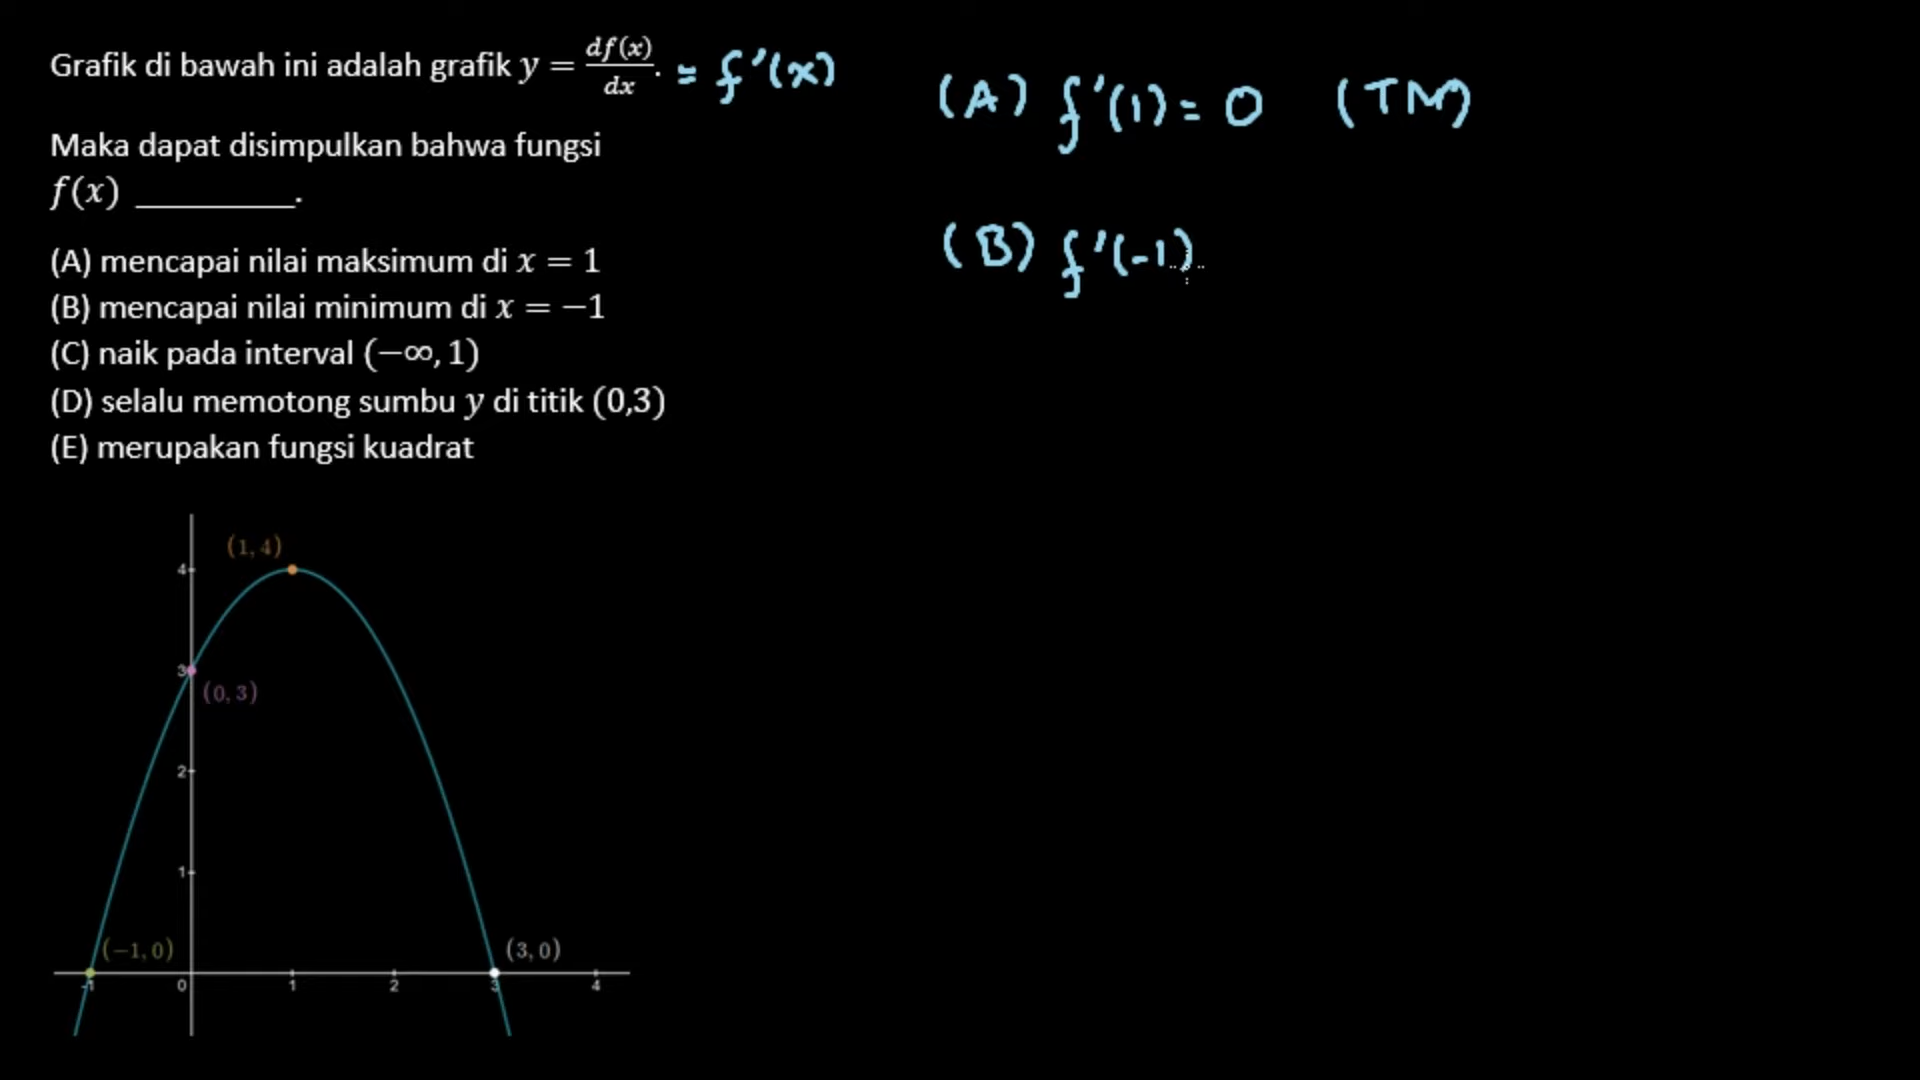 Grafik di bawah ini adalah grafik y = df(x)/dx. = f'(x)
Maka dapat disimpulkan bahwa fungsi
f(x) _________.
(A) mencapai nilai maksimum di x = 1
(B) mencapai nilai minimum di x = −1
(C) naik pada interval (−∞, 1)
(D) selalu memotong sumbu y di titik (0,3)
(E) merupakan fungsi kuadrat
(A) f'(1) = 0 (TM)
(B) f'(-1)
(1, 4)
4
3
(0, 3)
2
1
(−1, 0)
(3, 0)
-1 0 1 2 3 4